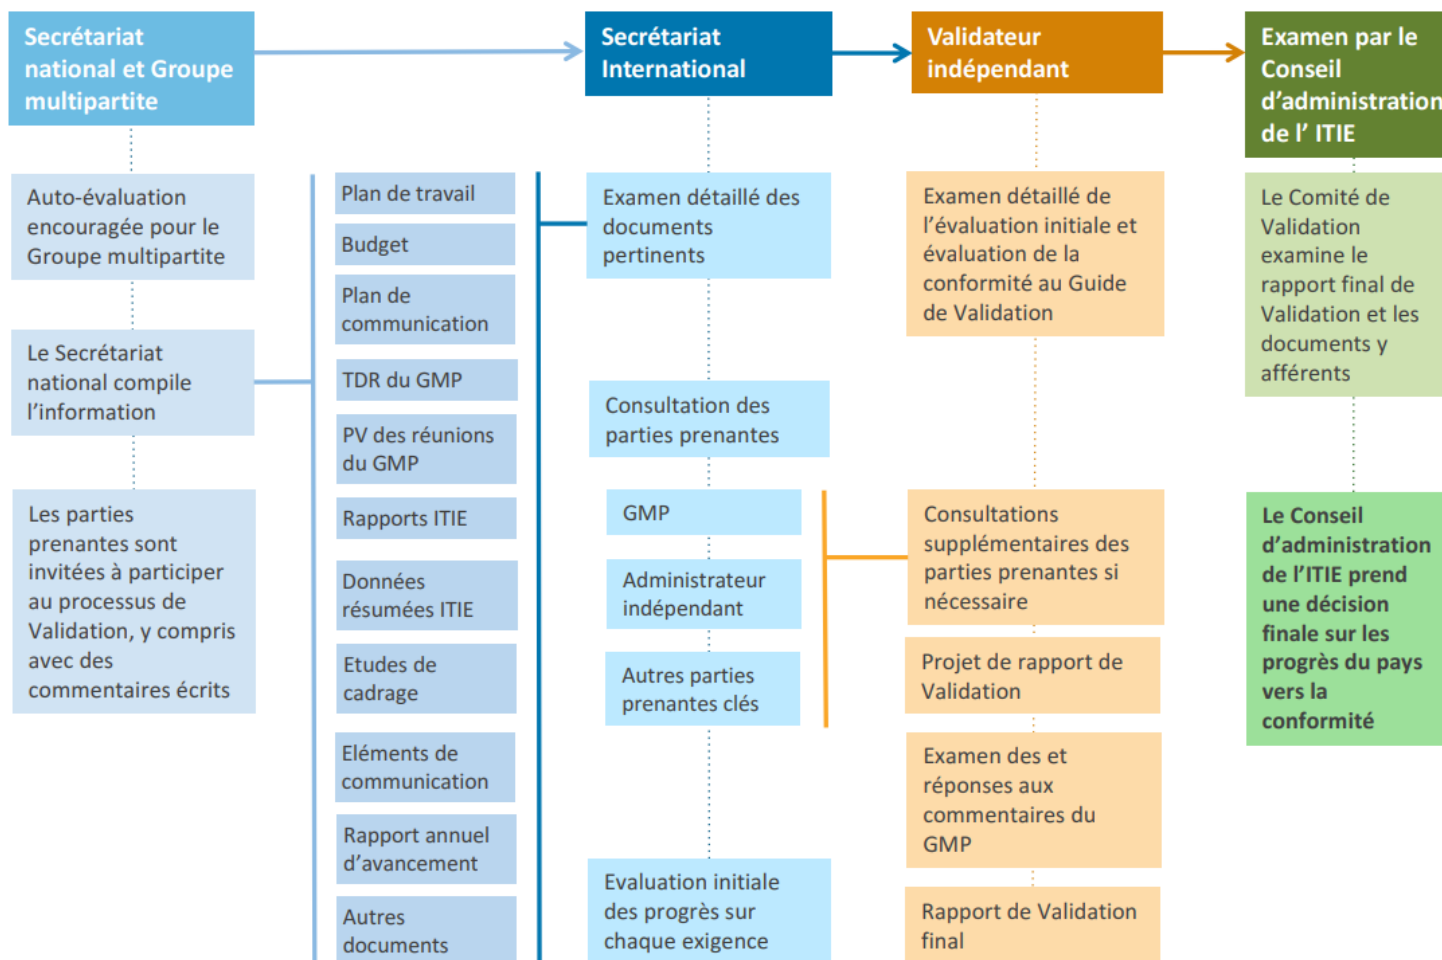 Secrétariat
national et Groupe
multipartite
Auto-évaluation
encouragée pour le
Groupe multipartite
Le Secrétariat
national compile
l'information
Les parties
prenantes sont
invitées à participer
au processus de
Validation, y compris
avec des
commentaires écrits
Plan de travail
Budget
Plan de
communication
TDR du GMP
PV des réunions
du GMP
Rapports ITIE
Données
résumées ITIE
Etudes de
cadrage
Eléments de
communication
Rapport annuel
d'avancement
Autres
documents
Secrétariat
International
Examen détaillé des
documents
pertinents
Consultation des
parties prenantes
GMP
Administrateur
indépendant
Autres parties
prenantes clés
Evaluation initiale
des progrès sur
chaque exigence
Validateur
indépendant
Examen détaillé de
l'évaluation initiale et
évaluation de la
conformité au Guide
de Validation
Consultations
supplémentaires des
parties prenantes si
nécessaire
Projet de rapport de
Validation
Examen des et
réponses aux
commentaires du
GMP
Rapport de Validation
final
Examen par le
Conseil
d'administration
de l' ITIE
Le Comité de
Validation
examine le
rapport final de
Validation et les
documents y
afférents
Le Conseil
d'administration
de l'ITIE prend
une décision
finale sur les
progrès du pays
vers la
conformité